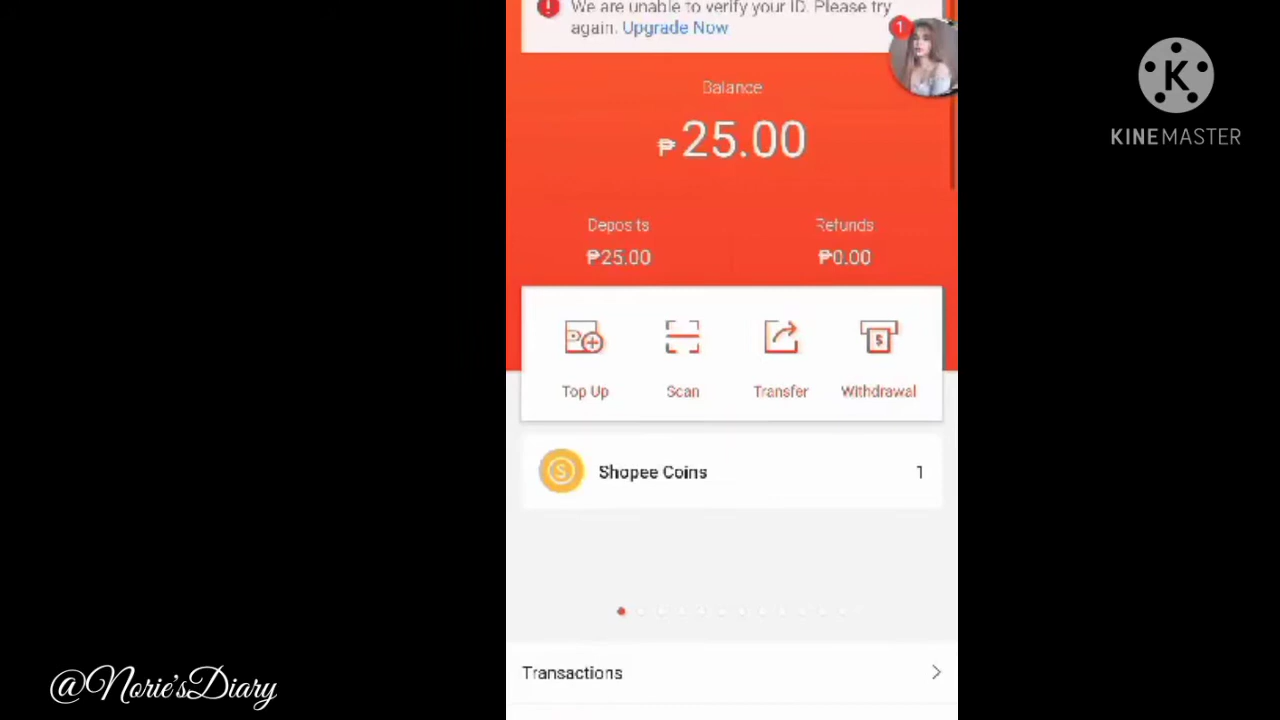 We are unable to verify your ID. Please try
again. Upgrade Now
1
Balance
₱25.00
Deposits
Refunds
₱25.00
₱0.00
Top Up
Scan
Transfer
Withdrawal
Shopee Coins
1
Transactions
K
KINEMASTER
@Norie'sDiary